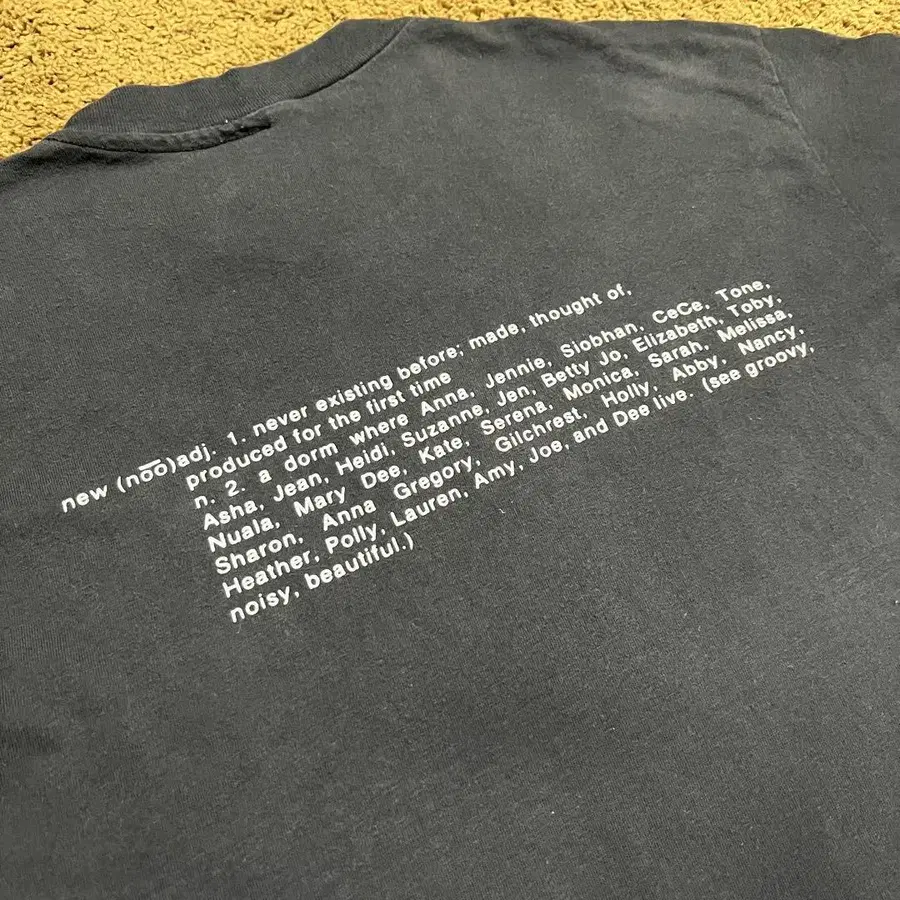 new (no͞o)adj. 1. never existing before; made, thought of,
produced for the first time
n. 2. a dorm where Anna, Jennie, Siobhan, CeCe, Tone,
Asha, Jean, Heidi, Suzanne, Jen, Betty Jo, Elizabeth, Toby,
Nuala, Mary Dee, Kate, Serena, Monica, Sarah, Melissa,
Sharon, Anna Gregory, Gilchrest, Holly, Abby, Nancy,
Heather, Polly, Lauren, Amy, Joe, and Dee live. (see groovy,
noisy, beautiful.)